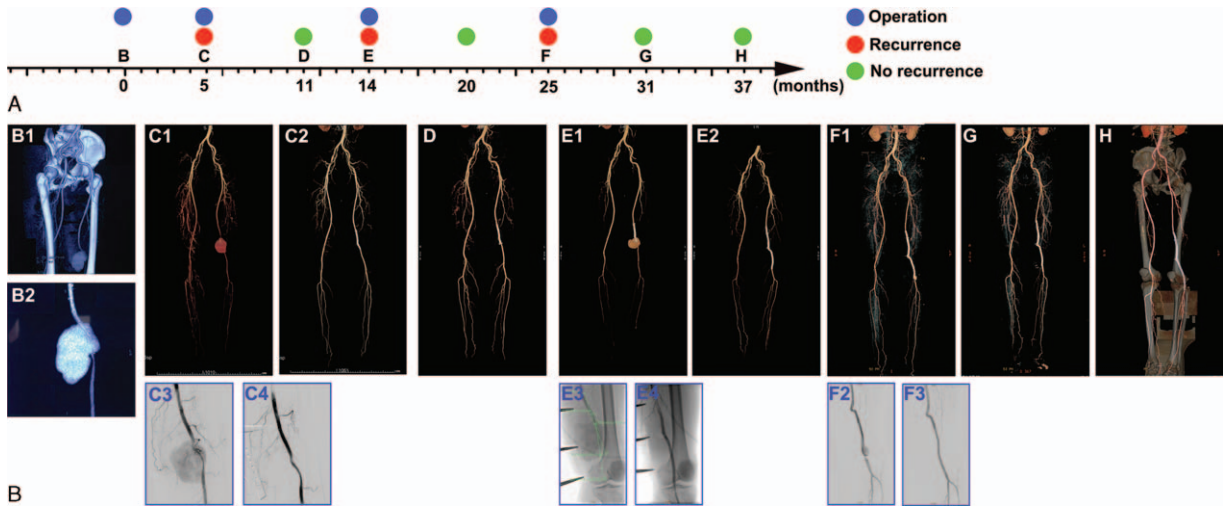 Operation
Recurrence
No recurrence
B C D E F G H
0 5 11 14 20 25 31 37 (months)
A
B1 C1 C2 D E1 E2 F1 G H
B2
C3 C4 E3 E4 F2 F3
B